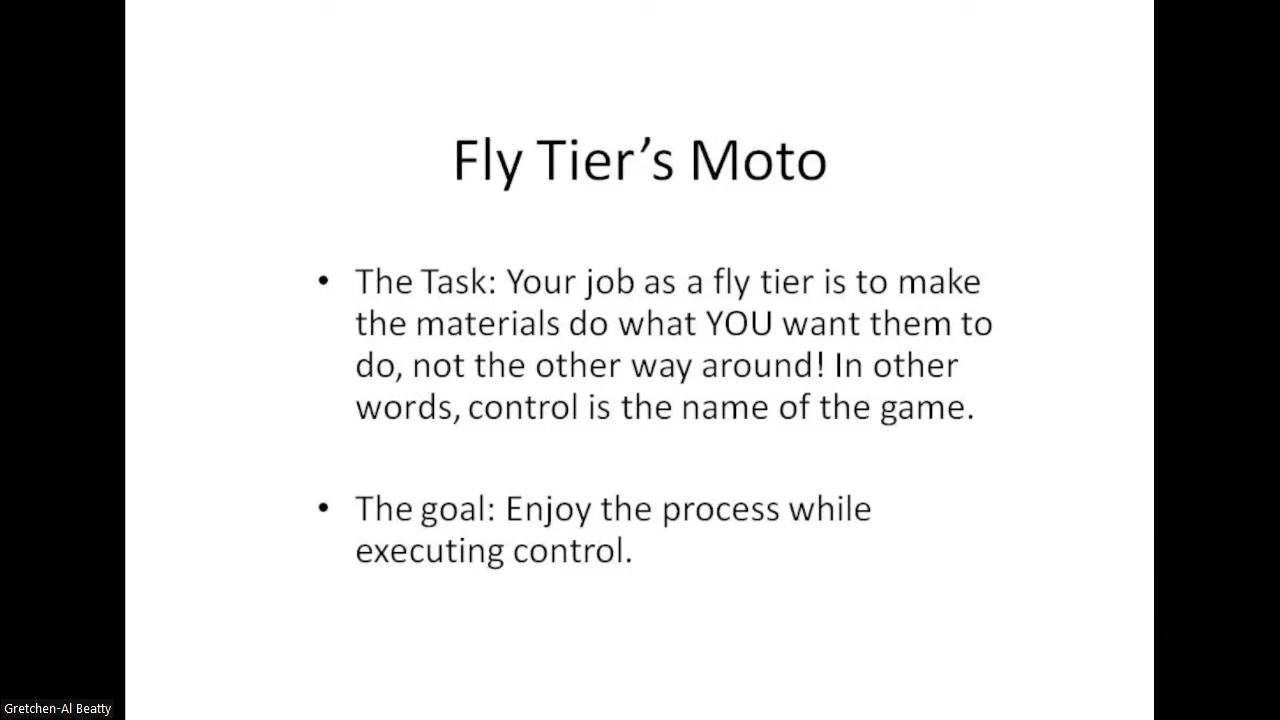 Fly Tier’s Moto
• The Task: Your job as a fly tier is to make
the materials do what YOU want them to
do, not the other way around! In other
words, control is the name of the game.
• The goal: Enjoy the process while
executing control.
Gretchen-Al Beatty